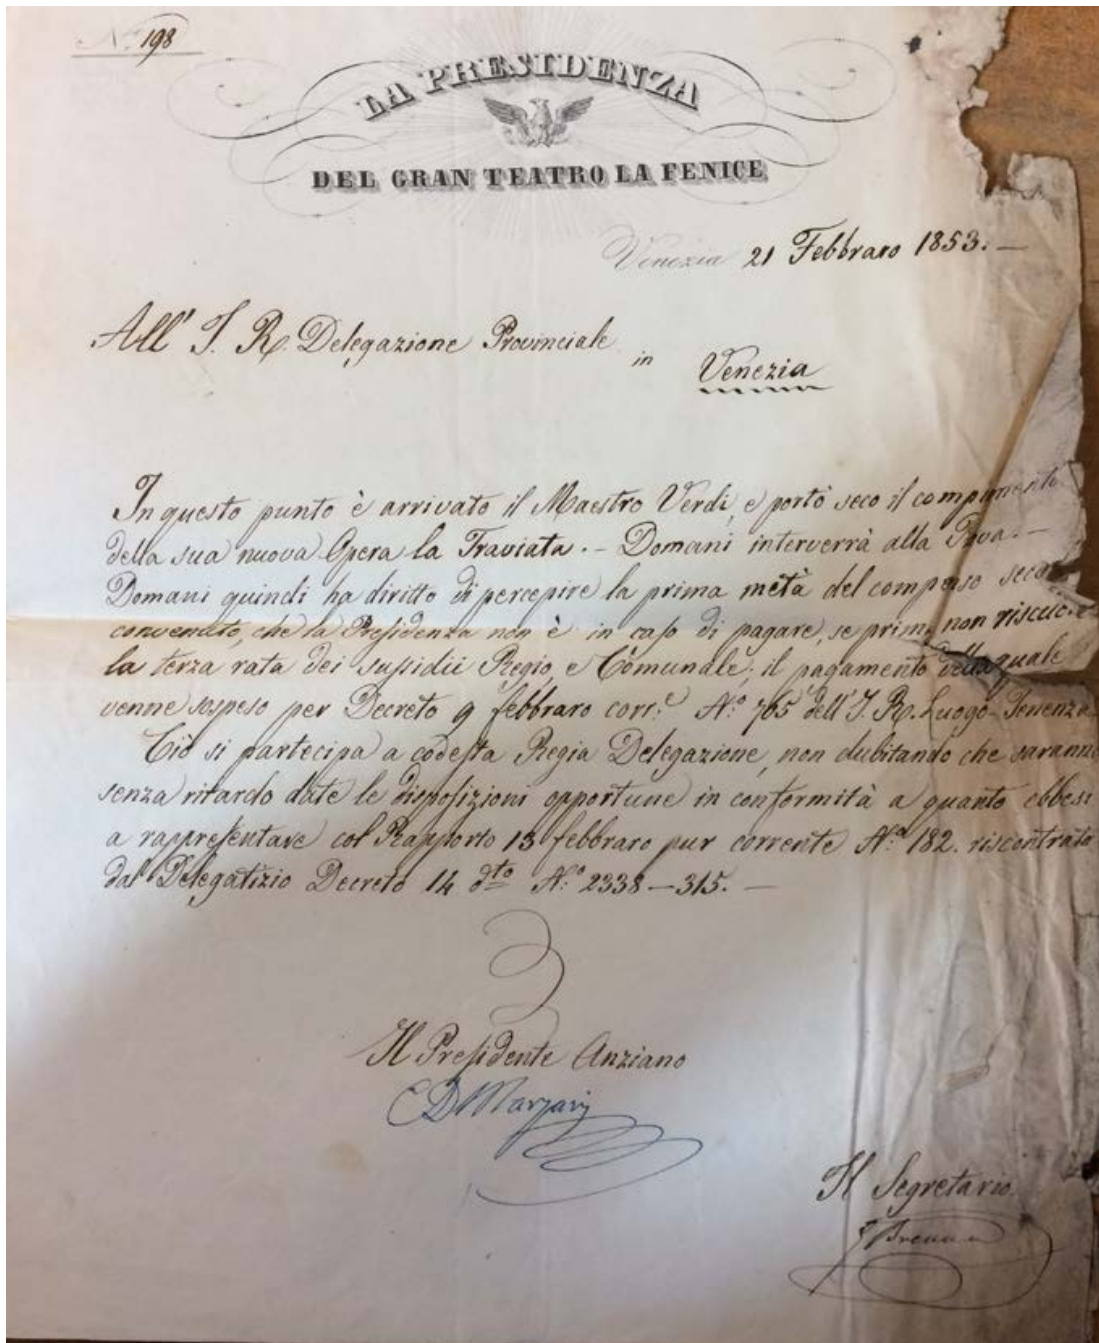 N.º 198
LA PRESIDENZA
DEL GRAN TEATRO LA FENICE
Venezia 21 Febbraro 1853. —
All' I. R. Delegazione Provinciale
in Venezia
In questo punto è arrivato il Maestro Verdi, e portò seco il compimento
della sua nuova Opera la Traviata. – Domani interverrà alla Prova. –
Domani quindi ha diritto di percepire la prima metà del compenso
convenuto, che la Presidenza non è in caso di pagare, se prima non
la terza rata dei sussidii Regio, e Comunale; il pagamento della quale
venne sospeso per Decreto 9 febbraro corr.e N.o 765 dell'I. R. Luogo-Tenenza.
Ciò si partecipa a codesta Regia Delegazione, non dubitando che saranno
senza ritardo date le disposizioni opportune in conformità a quanto ebbesi
a rappresentare col Rapporto 13 febbraro pur corrente N.o 182. riscontrato
dal Delegatizio Decreto 14 dto N.o 2338 – 315. —
Il Presidente Anziano
CDMarzari
Il Segretario